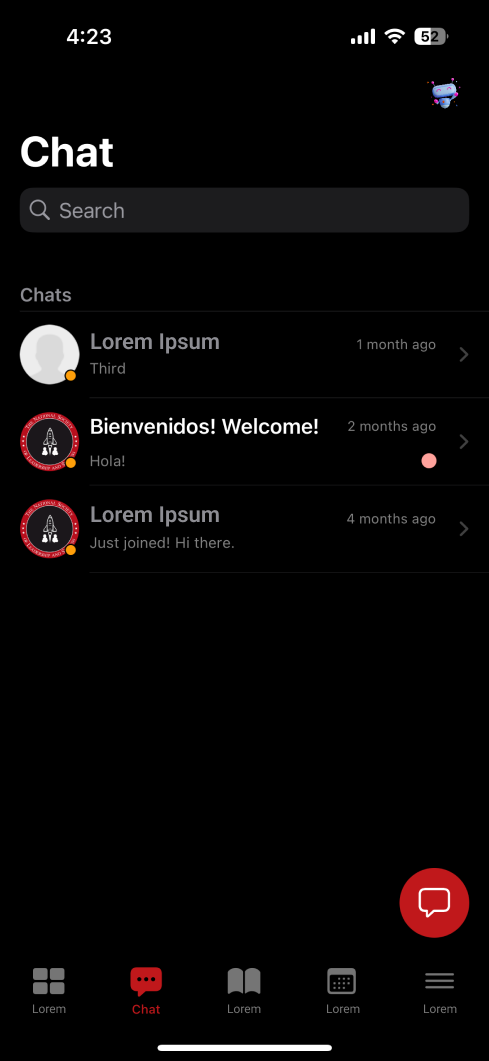 4:23
52
Chat
Search
Chats
Lorem Ipsum
1 month ago
Third
Bienvenidos! Welcome!
2 months ago
Hola!
Lorem Ipsum
4 months ago
Just joined! Hi there.
Lorem
Chat
Lorem
Lorem
Lorem